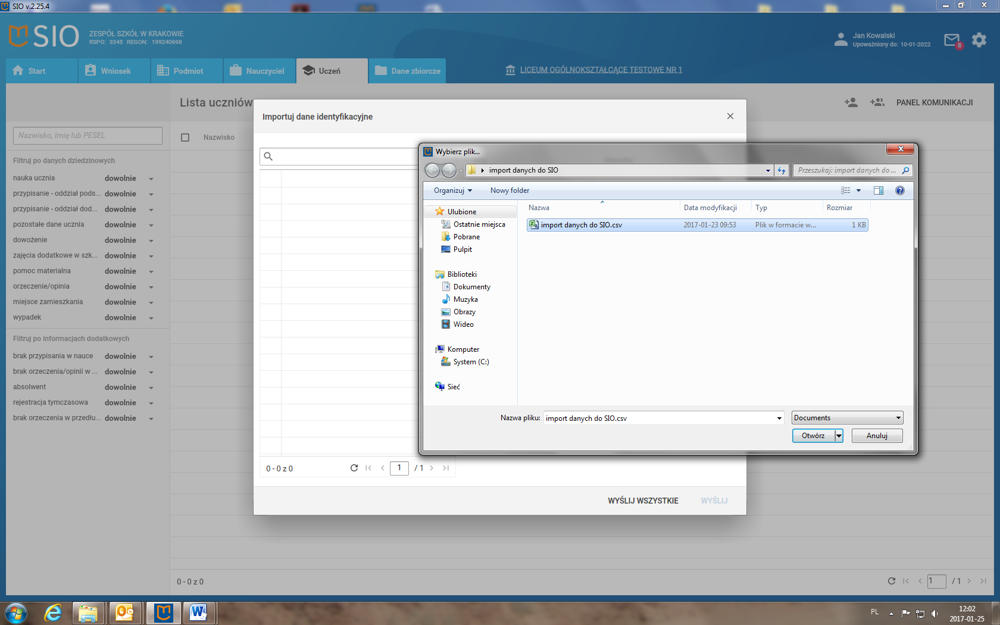 SIO v.2.25.4
SIO
ZESPÓŁ SZKÓŁ W KRAKOWIE
RSPO: 3345 REGON: 199240698
Jan Kowalski
Upoważniony do: 10-01-2022
8
Start
Wniosek
Podmiot
Nauczyciel
Uczeń
Dane zbiorcze
LICEUM OGÓLNOKSZTAŁCĄCE TESTOWE NR 1
Lista uczniów
PANEL KOMUNIKACJI
Nazwisko, Imię lub PESEL
Nazwisko
Filtruj po danych dziedzinowych
nauka ucznia dowolnie
przypisanie - oddział pods... dowolnie
przypisanie - oddział dod... dowolnie
pozostałe dane ucznia dowolnie
dowożenie dowolnie
zajęcia dodatkowe w szk... dowolnie
pomoc materialna dowolnie
orzeczenie/opinia dowolnie
miejsce zamieszkania dowolnie
wypadek dowolnie
Filtruj po informacjach dodatkowych
brak przypisania w nauce dowolnie
brak orzeczenia/opinii w ... dowolnie
absolwent dowolnie
rejestracja tymczasowa dowolnie
brak orzeczenia w przedłu... dowolnie
Importuj dane identyfikacyjne
0 - 0 z 0
1 / 1
WYŚLIJ WSZYSTKIE
WYŚLIJ
Wybierz plik...
import danych do SIO
Przeszukaj: import danych do ...
Organizuj
Nowy folder
Nazwa
Data modyfikacji
Typ
Rozmiar
import danych do SIO.csv
2017-01-23 09:53
Plik w formacie w...
1 KB
Ulubione
Ostatnie miejsca
Pobrane
Pulpit
Biblioteki
Dokumenty
Muzyka
Obrazy
Wideo
Komputer
System (C:)
Sieć
Nazwa pliku:
import danych do SIO.csv
Documents
Otwórz
Anuluj
0 - 0 z 0
1 / 1
PL
12:02
2017-01-25